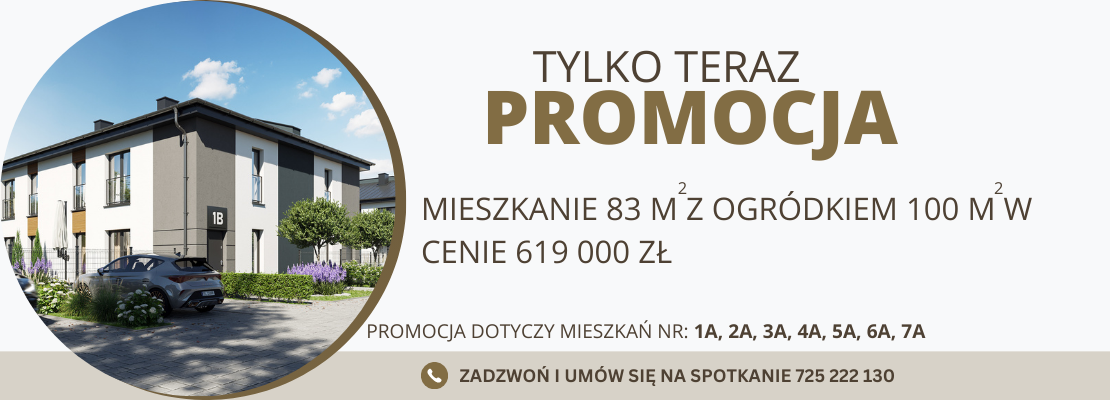 TYLKO TERAZ
PROMOCJA
MIESZKANIE 83 M² Z OGRÓDKIEM 100 M² W
CENIE 619 000 ZŁ
1B
PROMOCJA DOTYCZY MIESZKAŃ NR: 1A, 2A, 3A, 4A, 5A, 6A, 7A
ZADZWOŃ I UMÓW SIĘ NA SPOTKANIE 725 222 130